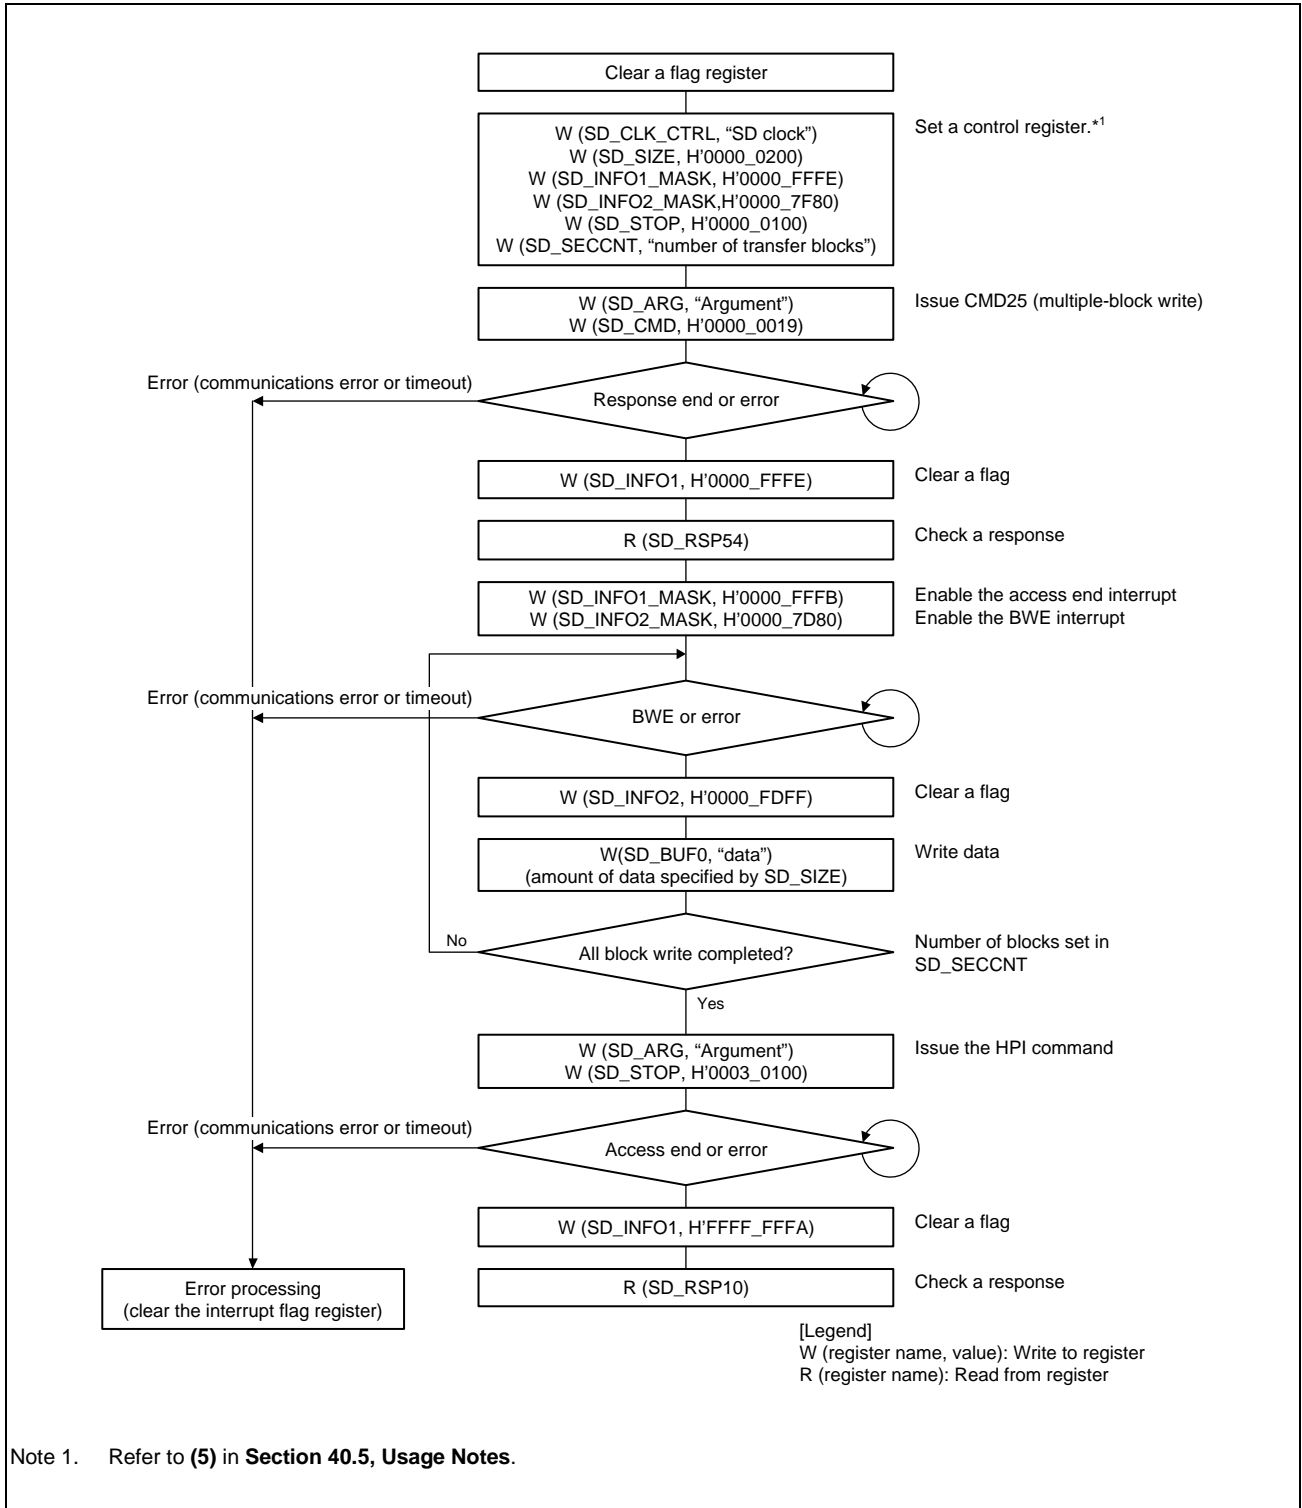 Clear a flag register
W (SD_CLK_CTRL, “SD clock”)
W (SD_SIZE, H’0000_0200)
W (SD_INFO1_MASK, H’0000_FFFE)
W (SD_INFO2_MASK,H’0000_7F80)
W (SD_STOP, H’0000_0100)
W (SD_SECCNT, “number of transfer blocks”)
Set a control register.*1
W (SD_ARG, “Argument”)
W (SD_CMD, H’0000_0019)
Issue CMD25 (multiple-block write)
Error (communications error or timeout)
Response end or error
W (SD_INFO1, H’0000_FFFE)
Clear a flag
R (SD_RSP54)
Check a response
W (SD_INFO1_MASK, H’0000_FFFB)
W (SD_INFO2_MASK, H’0000_7D80)
Enable the access end interrupt
Enable the BWE interrupt
Error (communications error or timeout)
BWE or error
W (SD_INFO2, H’0000_FDFF)
Clear a flag
W(SD_BUF0, “data”)
(amount of data specified by SD_SIZE)
Write data
No
All block write completed?
Number of blocks set in
SD_SECCNT
Yes
W (SD_ARG, “Argument”)
W (SD_STOP, H’0003_0100)
Issue the HPI command
Error (communications error or timeout)
Access end or error
W (SD_INFO1, H’FFFF_FFFA)
Clear a flag
Error processing
(clear the interrupt flag register)
R (SD_RSP10)
Check a response
[Legend]
W (register name, value): Write to register
R (register name): Read from register
Note 1. Refer to (5) in Section 40.5, Usage Notes.